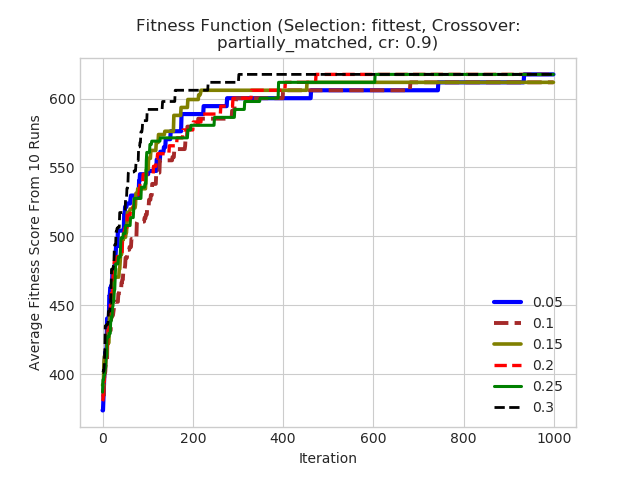 Fitness Function (Selection: fittest, Crossover:
partially_matched, cr: 0.9)
Average Fitness Score From 10 Runs
600
550
500
450
400
0.05
0.1
0.15
0.2
0.25
0.3
0 200 400 600 800 1000
Iteration